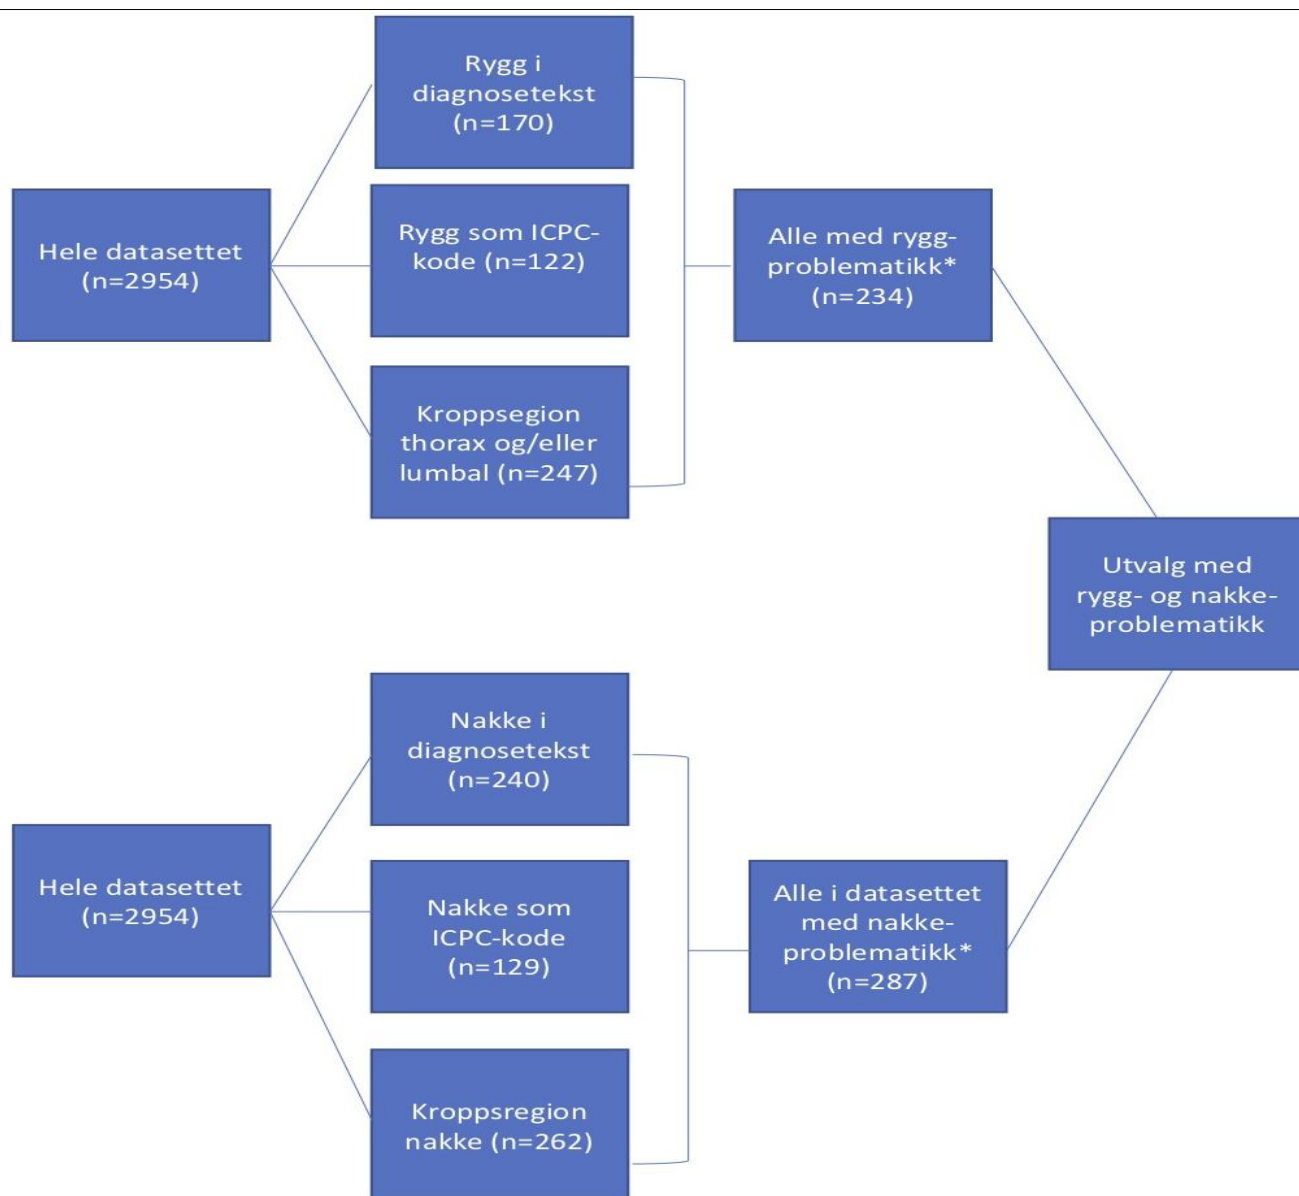 Rygg i
diagnosetekst
(n=170)
Hele datasettet
(n=2954)
Rygg som ICPC-
kode (n=122)
Alle med rygg-
problematikk*
(n=234)
Kroppsegion
thorax og/eller
lumbal (n=247)
Utvalg med
rygg- og nakke-
problematikk
Nakke i
diagnosetekst
(n=240)
Hele datasettet
(n=2954)
Nakke som
ICPC-kode
(n=129)
Alle i datasettet
med nakke-
problematikk*
(n=287)
Kroppsregion
nakke (n=262)